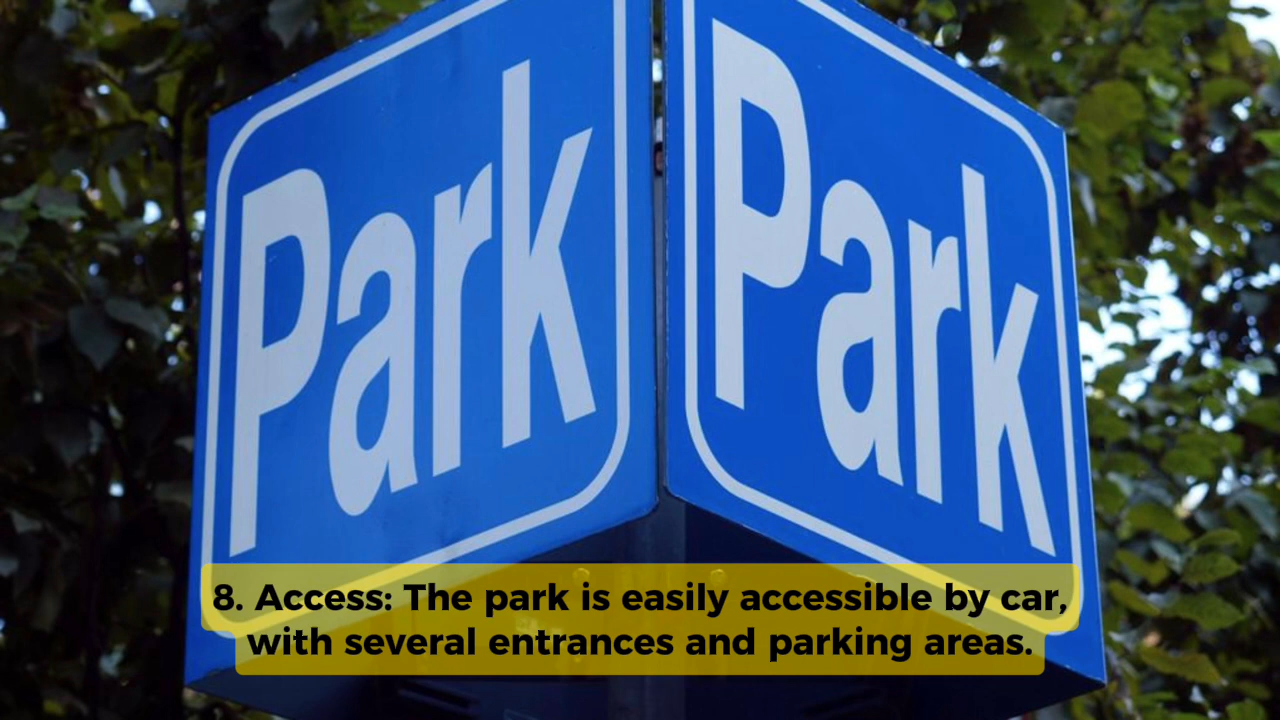 Park
Park
8. Access: The park is easily accessible by car,
with several entrances and parking areas.